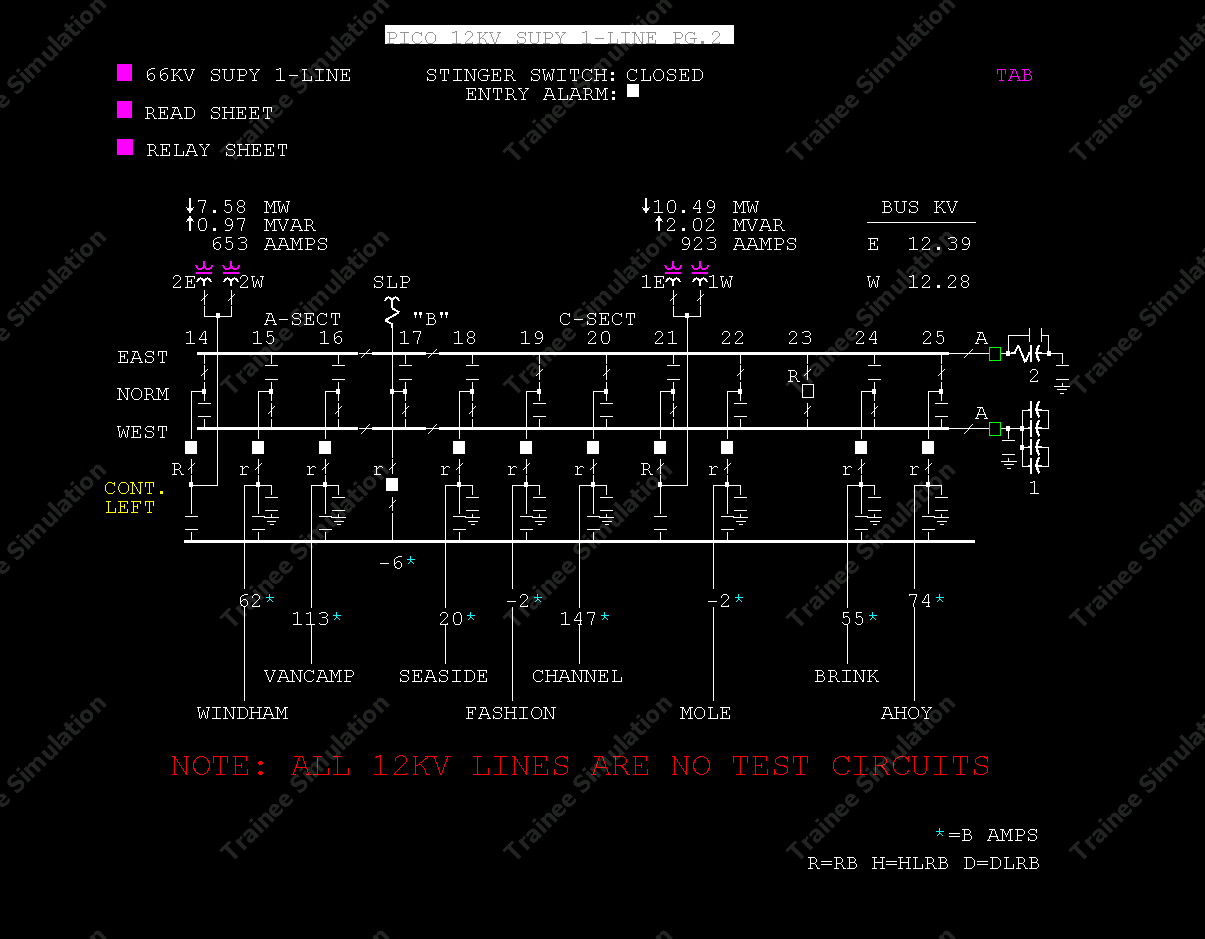 PICO 12KV SUPY 1-LINE PG.2
66KV SUPY 1-LINE
STINGER SWITCH: CLOSED
TAB
ENTRY ALARM:
READ SHEET
RELAY SHEET
↓7.58 MW
↑0.97 MVAR
653 AAMPS
↓10.49 MW
↑2.02 MVAR
923 AAMPS
BUS KV
E 12.39
W 12.28
2E 2W SLP 1E 1W
A-SECT "B" C-SECT
14 15 16 17 18 19 20 21 22 23 24 25 A
EAST
2
R
NORM
A
WEST
R r r r r r r R r r r
CONT.
LEFT
1
-6*
62* -2* -2* 74*
113* 20* 147* 55*
VANCAMP SEASIDE CHANNEL BRINK
WINDHAM FASHION MOLE AHOY
NOTE: ALL 12KV LINES ARE NO TEST CIRCUITS
*=B AMPS
R=RB H=HLRB D=DLRB
Trainee Simulation